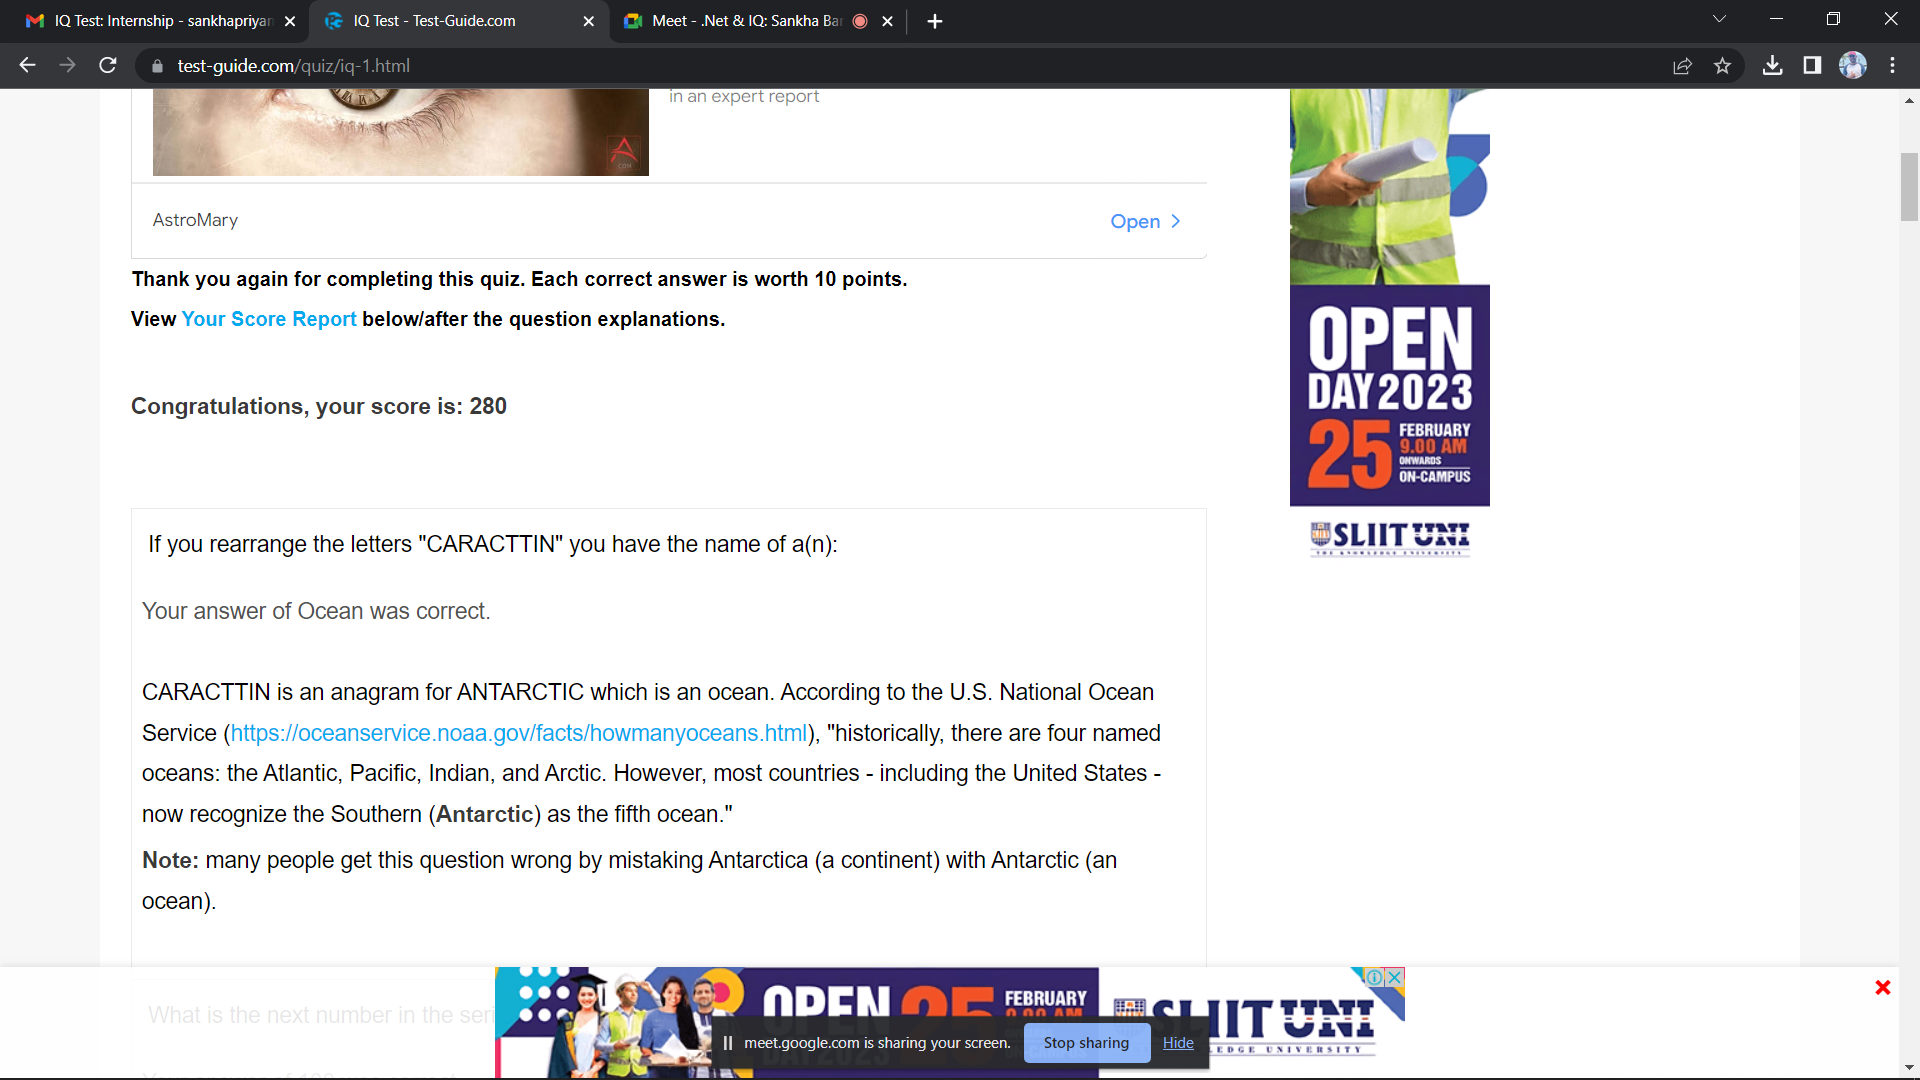 IQ Test: Internship - sankhapriyan
IQ Test - Test-Guide.com
Meet - .Net & IQ: Sankha Ban
test-guide.com/quiz/iq-1.html
in an expert report
A
.COM
AstroMary
Open
Thank you again for completing this quiz. Each correct answer is worth 10 points.
View Your Score Report below/after the question explanations.
Congratulations, your score is: 280
OPEN
DAY 2023
25 FEBRUARY
9.00 AM
ONWARDS
ON-CAMPUS
SLIIT UNI
THE KNOWLEDGE UNIVERSITY
If you rearrange the letters "CARACTTIN" you have the name of a(n):
Your answer of Ocean was correct.
CARACTTIN is an anagram for ANTARCTIC which is an ocean. According to the U.S. National Ocean
Service (https://oceanservice.noaa.gov/facts/howmanyoceans.html), "historically, there are four named
oceans: the Atlantic, Pacific, Indian, and Arctic. However, most countries - including the United States -
now recognize the Southern (Antarctic) as the fifth ocean."
Note: many people get this question wrong by mistaking Antarctica (a continent) with Antarctic (an
ocean).
What is the next number in the seri
OPEN 25 FEBRUARY
SLIIT UNI
meet.google.com is sharing your screen.
Stop sharing
Hide